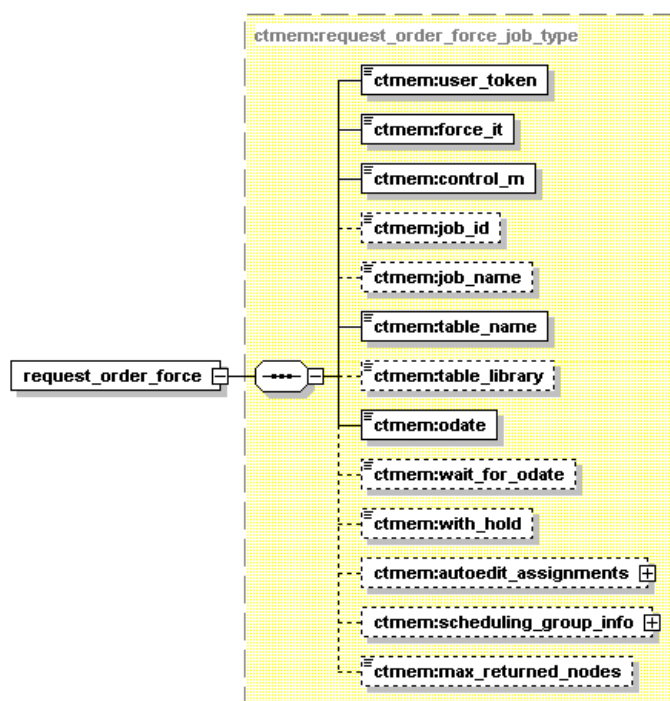 ctmem:request_order_force_job_type
ctmem:user_token
ctmem:force_it
ctmem:control_m
ctmem:job_id
ctmem:job_name
ctmem:table_name
request_order_force
ctmem:table_library
ctmem:odate
ctmem:wait_for_odate
ctmem:with_hold
ctmem:autoedit_assignments
ctmem:scheduling_group_info
ctmem:max_returned_nodes